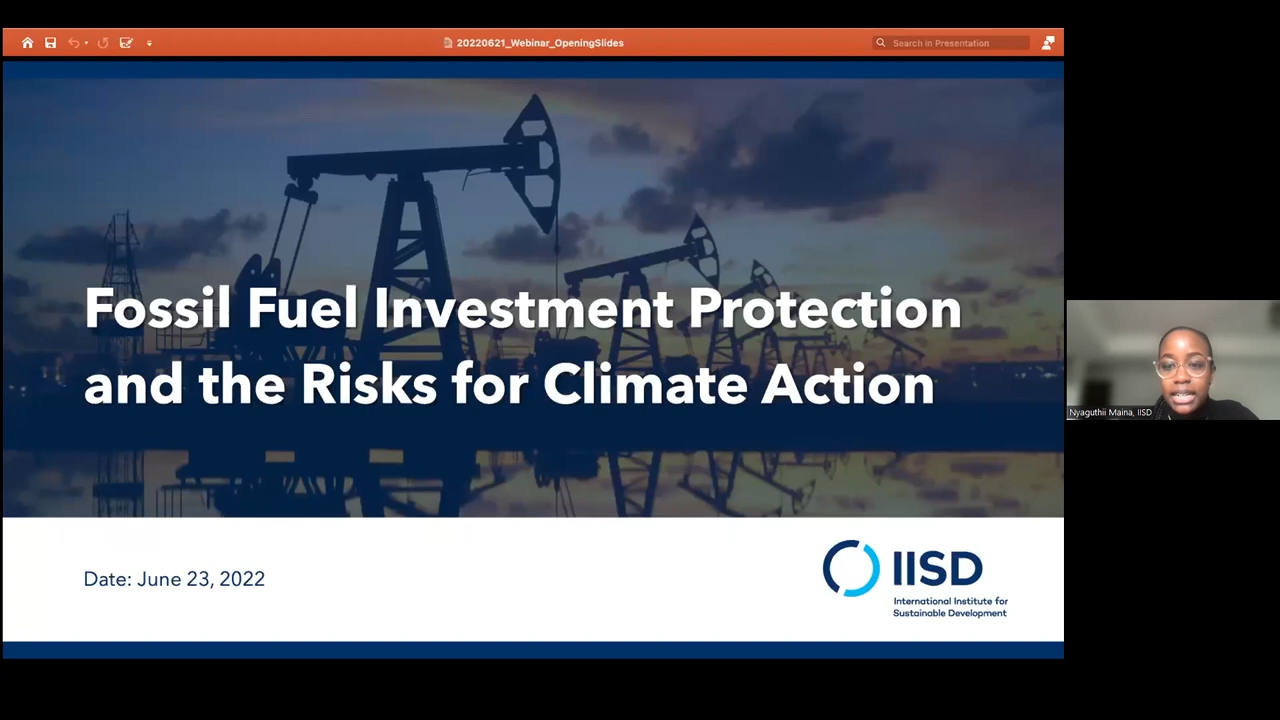 20220621_Webinar_OpeningSlides
Search in Presentation
Fossil Fuel Investment Protection
and the Risks for Climate Action
Nyaguthii Maina, IISD
Date: June 23, 2022
IISD
International Institute for
Sustainable Development